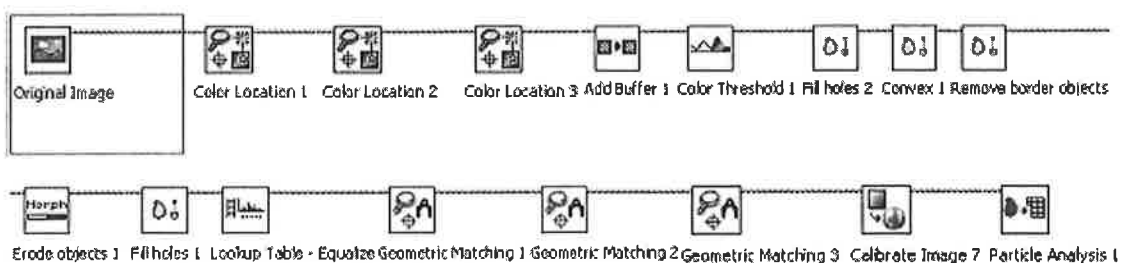 Original Image Color Location 1 Color Location 2 Color Location 3 Add Buffer 1 Color Threshold 1 Fill holes 2 Convex 1 Remove border objects
Morph
Erode objects 1 Fill holes 1 Lookup Table - Equalize Geometric Matching 1 Geometric Matching 2 Geometric Matching 3 Calibrate Image 7 Particle Analysis 1